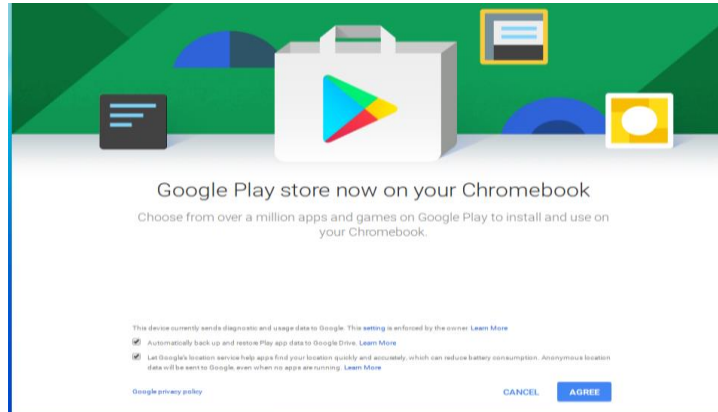 Google Play store now on your Chromebook
Choose from over a million apps and games on Google Play to install and use on
your Chromebook.
This device currently sends diagnostic and usage data to Google. This setting is enforced by the owner. Learn More
Automatically back up and restore Play app data to Google Drive. Learn More
Let Google's location service help apps find your location quickly and accurately, which can reduce battery consumption. Anonymous location
data will be sent to Google, even when no apps are running. Learn More
Google privacy policy
CANCEL
AGREE